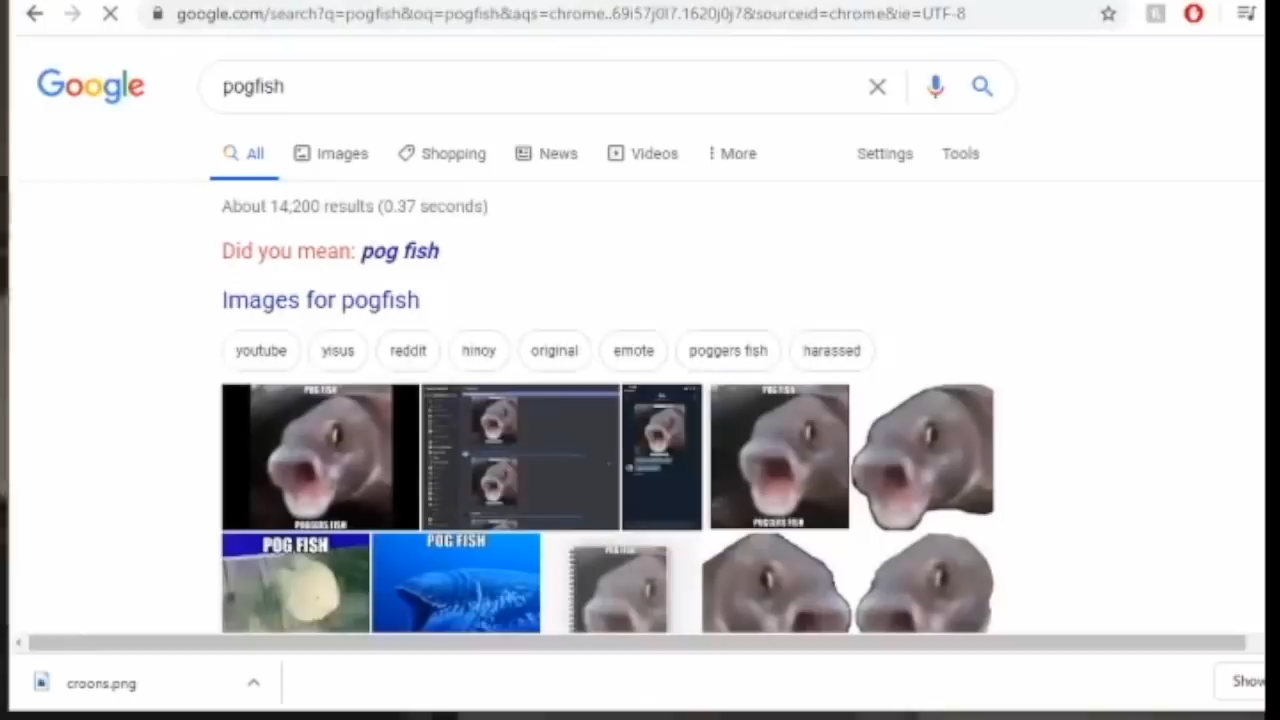 google.com/search?q=pogfish&oq=pogfish&aqs=chrome..69i57j0l7.1620j0j7&sourceid=chrome&ie=UTF-8
Google
pogfish
All Images Shopping News Videos More Settings Tools
About 14,200 results (0.37 seconds)
Did you mean: pog fish
Images for pogfish
youtube yisus reddit hinoy original emote poggers fish harassed
POG FISH
POG FISH
POGGERS FISH
POGGERS FISH
POG FISH
POG FISH
POG FISH
croons.png
Show